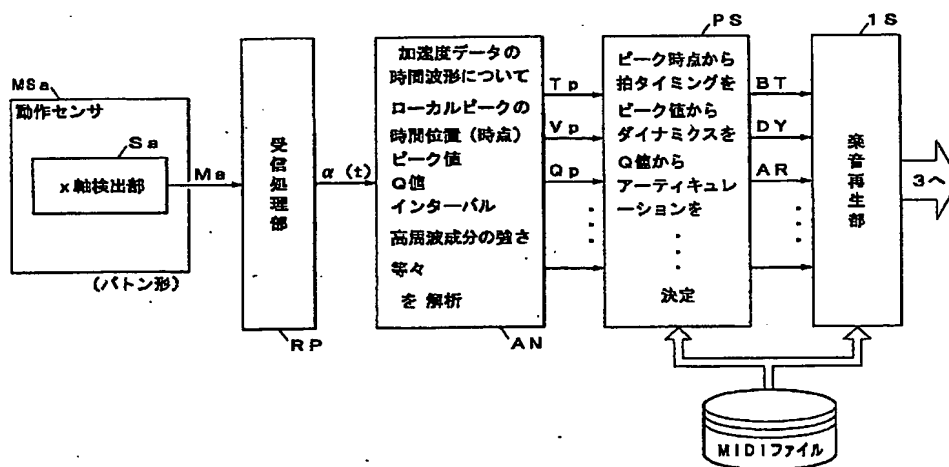 MSa
動作センサ
Sa
x軸検出部
(バトン形)
Ma
受信処理部
RP
α(t)
加速度データの
時間波形について
ローカルピークの
時間位置(時点)
ピーク値
Q値
インターバル
高周波成分の強さ
等々
を 解析
AN
Tp
Vp
Qp
PS
ピーク時点から
拍タイミングを
ピーク値から
ダイナミクスを
Q値から
アーティキュレ
ーションを
決定
BT
DY
AR
1S
楽音再生部
3へ
MIDIファイル